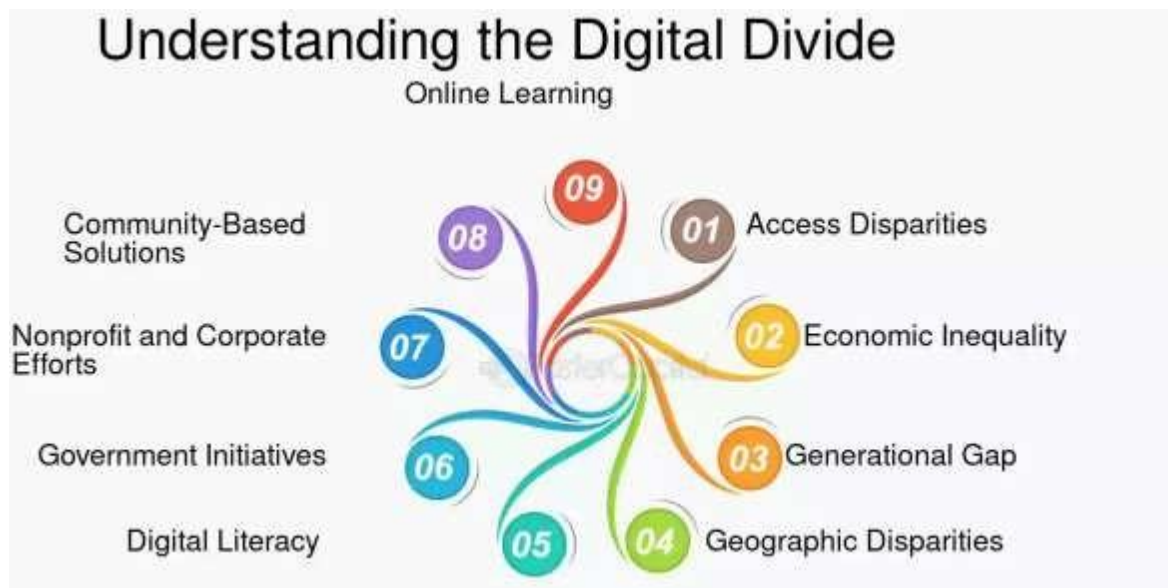 Understanding the Digital Divide
Online Learning
09
08
Community-Based
Solutions
01
Access Disparities
07
Nonprofit and Corporate
Efforts
02
Economic Inequality
06
Government Initiatives
03
Generational Gap
05
Digital Literacy
04
Geographic Disparities